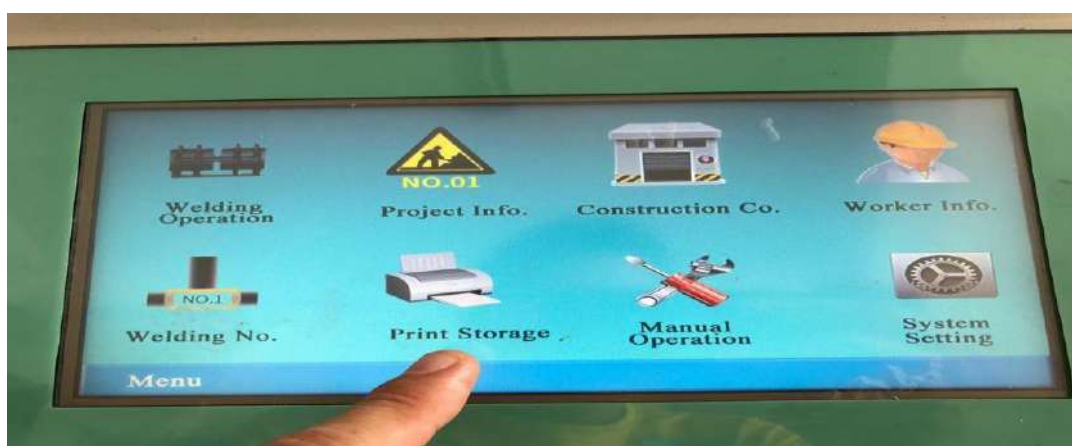 NO.01
Welding
Operation
Project Info.
Construction Co.
Worker Info.
NO.1
Welding No.
Print Storage
Manual
Operation
System
Setting
Menu